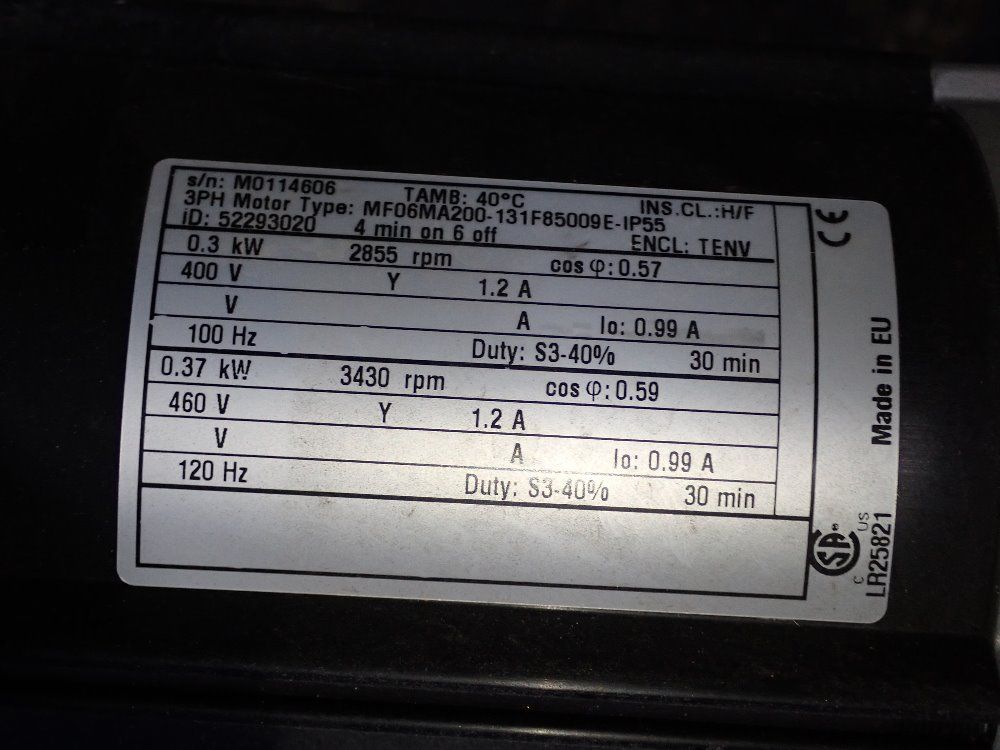 s/n: M0114606 TAMB: 40°C INS.CL.:H/F
3PH Motor Type: MF06MA200-131F85009E-IP55
iD: 52293020 4 min on 6 off ENCL: TENV
0.3 kW 2855 rpm cos φ: 0.57
400 V Y 1.2 A
V A Io: 0.99 A
100 Hz Duty: S3-40% 30 min
0.37 kW 3430 rpm cos φ: 0.59
460 V Y 1.2 A
V A Io: 0.99 A
120 Hz Duty: S3-40% 30 min
CE
Made in EU
C SA® US
LR25821